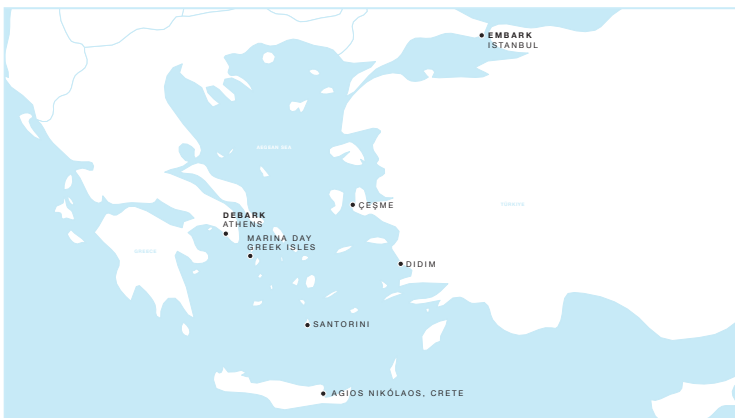 EMBARK
ISTANBUL
AEGEAN SEA
ÇEŞME
TÜRKIYE
DEBARK
ATHENS
MARINA DAY
GREEK ISLES
GREECE
DIDIM
SANTORINI
AGIOS NIKÓLAOS, CRETE